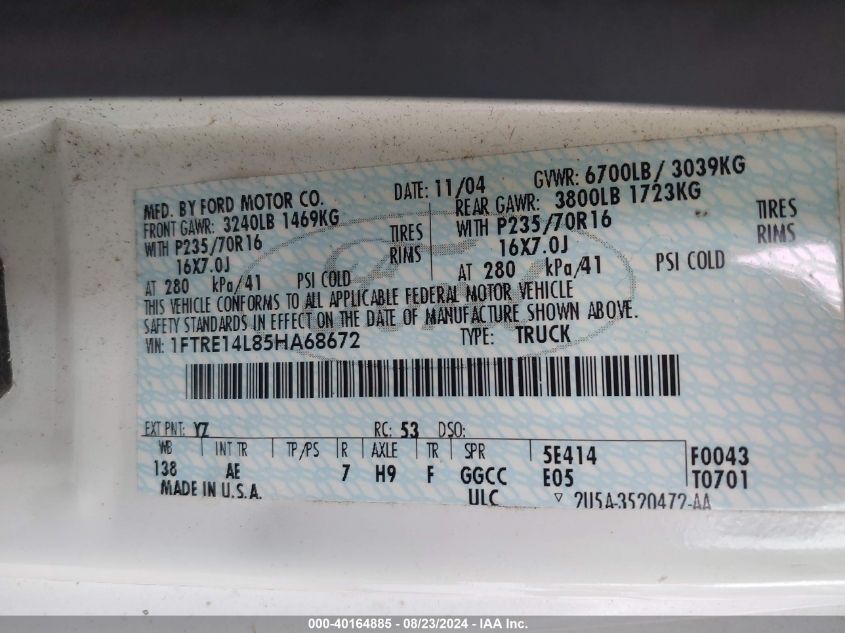 MFD. BY FORD MOTOR CO. DATE: 11/04 GVWR: 6700LB / 3039KG
FRONT GAWR: 3240LB 1469KG REAR GAWR: 3800LB 1723KG
WITH P235/70R16 TIRES WITH P235/70R16 TIRES
16X7.0J RIMS 16X7.0J RIMS
AT 280 kPa/41 PSI COLD AT 280 kPa/41 PSI COLD
THIS VEHICLE CONFORMS TO ALL APPLICABLE FEDERAL MOTOR VEHICLE
SAFETY STANDARDS IN EFFECT ON THE DATE OF MANUFACTURE SHOWN ABOVE.
VIN: 1FTRE14L85HA68672 TYPE: TRUCK
EXT PNT: YZ RC: 53 DSO:
WB INT TR TP/PS R AXLE TR SPR 5E414 F0043
138 AE 7 H9 F GGCC E05 T0701
MADE IN U.S.A. ULC ▽ 2U5A-3520472-AA
000-40164885 - 08/23/2024 - IAA Inc.